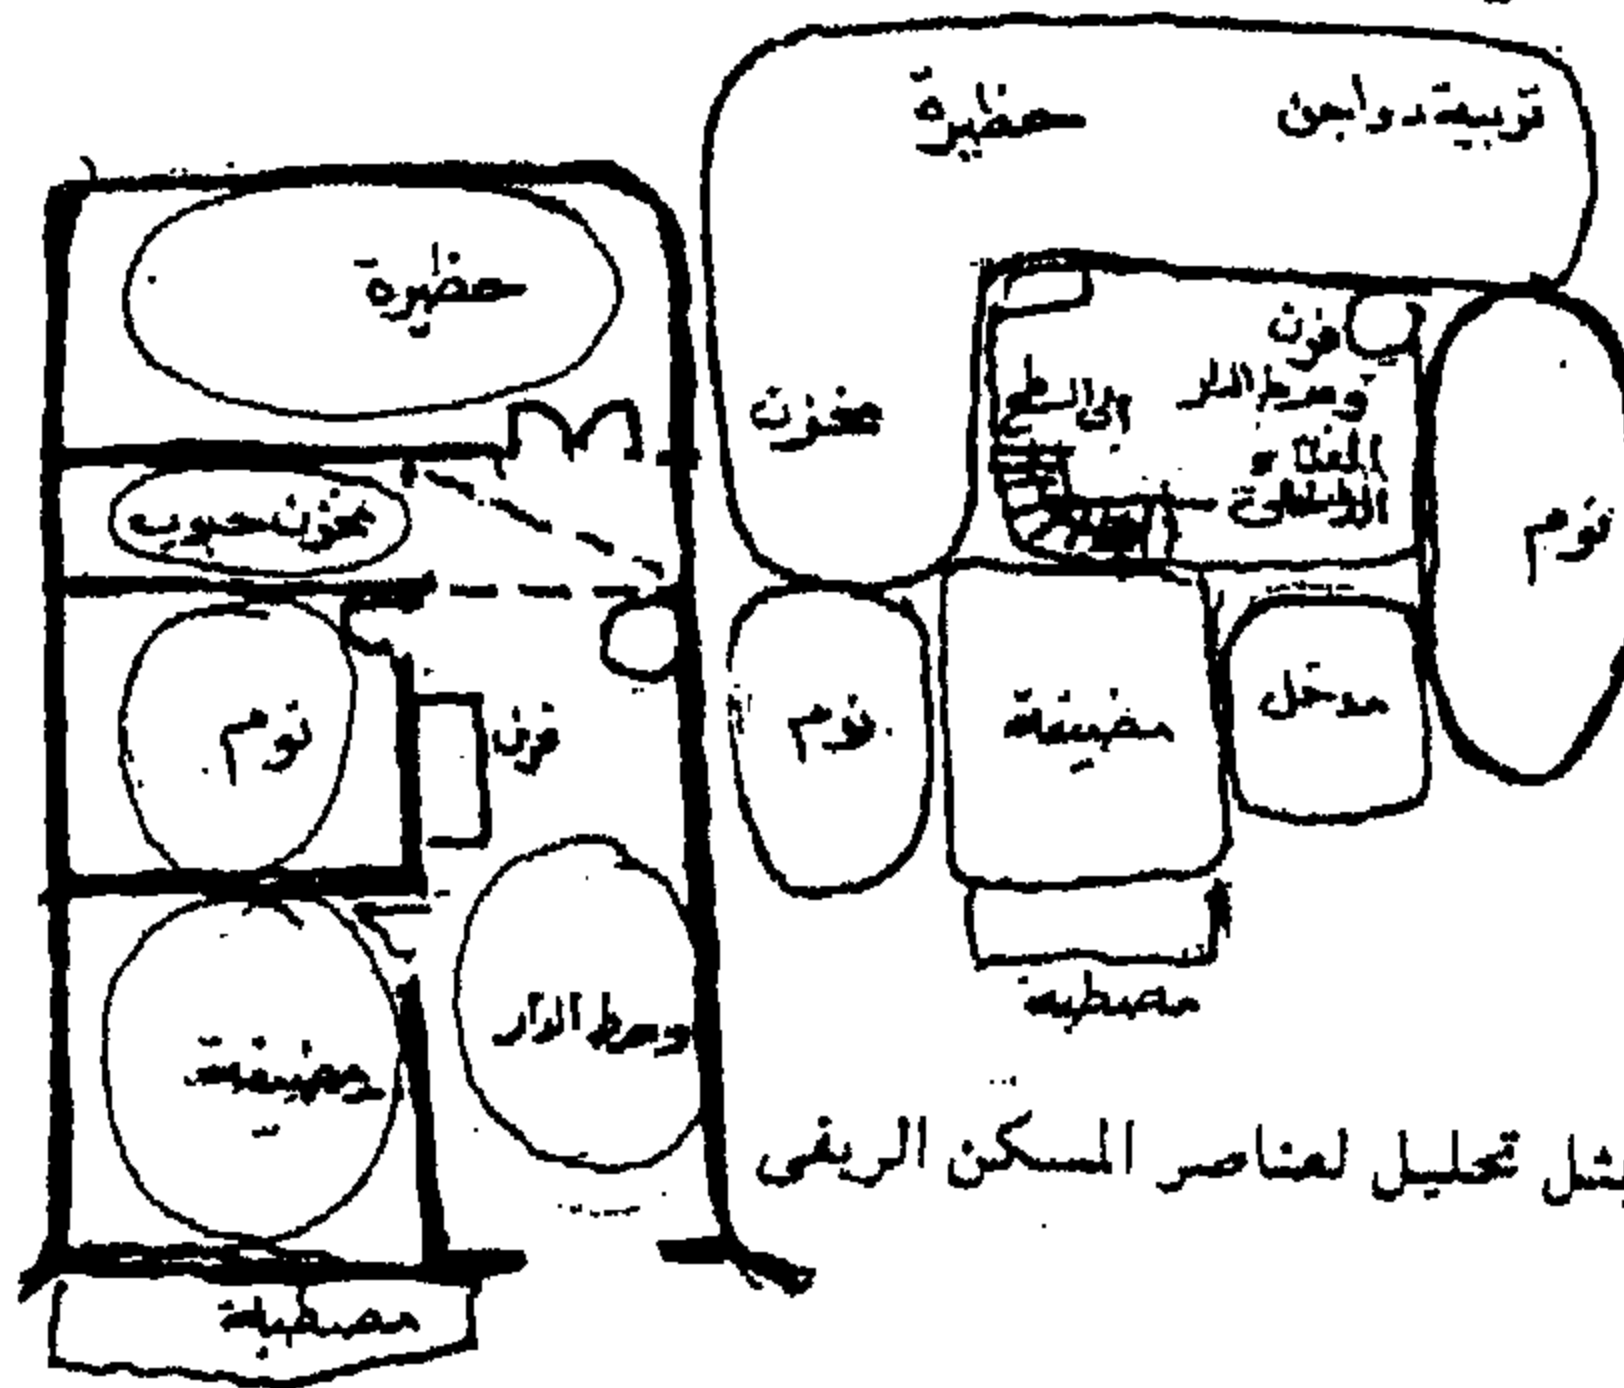 تربية دواجن
حظيرة
حظيرة
فرن
وسط الدار
إلى السطح
الفناء
مخزن
مخزن حبوب
نوم
نوم
فرن
نوم
مضيفة
مدخل
وسط الدار
مصطبة
مضيفة
تحليل لعناصر المسكن الريفى
مصطبة